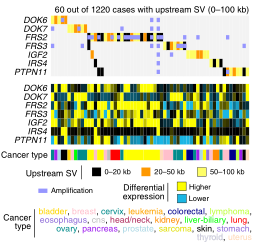 60 out of 1220 cases with upstream SV (0–100 kb)
DOK6
DOK7
FRS2
FRS3
IGF2
IRS4
PTPN11
DOK6
DOK7
FRS2
FRS3
IGF2
IRS4
PTPN11
Cancer type
Upstream SV
0–20 kb
20–50 kb
50–100 kb
Amplification
Differential expression
Higher
Lower
Cancer type
bladder, breast, cervix, leukemia, colorectal, lymphoma,
eosophagus, cns, head/neck, kidney, liver-biliary, lung,
ovary, pancreas, prostate, sarcoma, skin, stomach,
thyroid, uterus